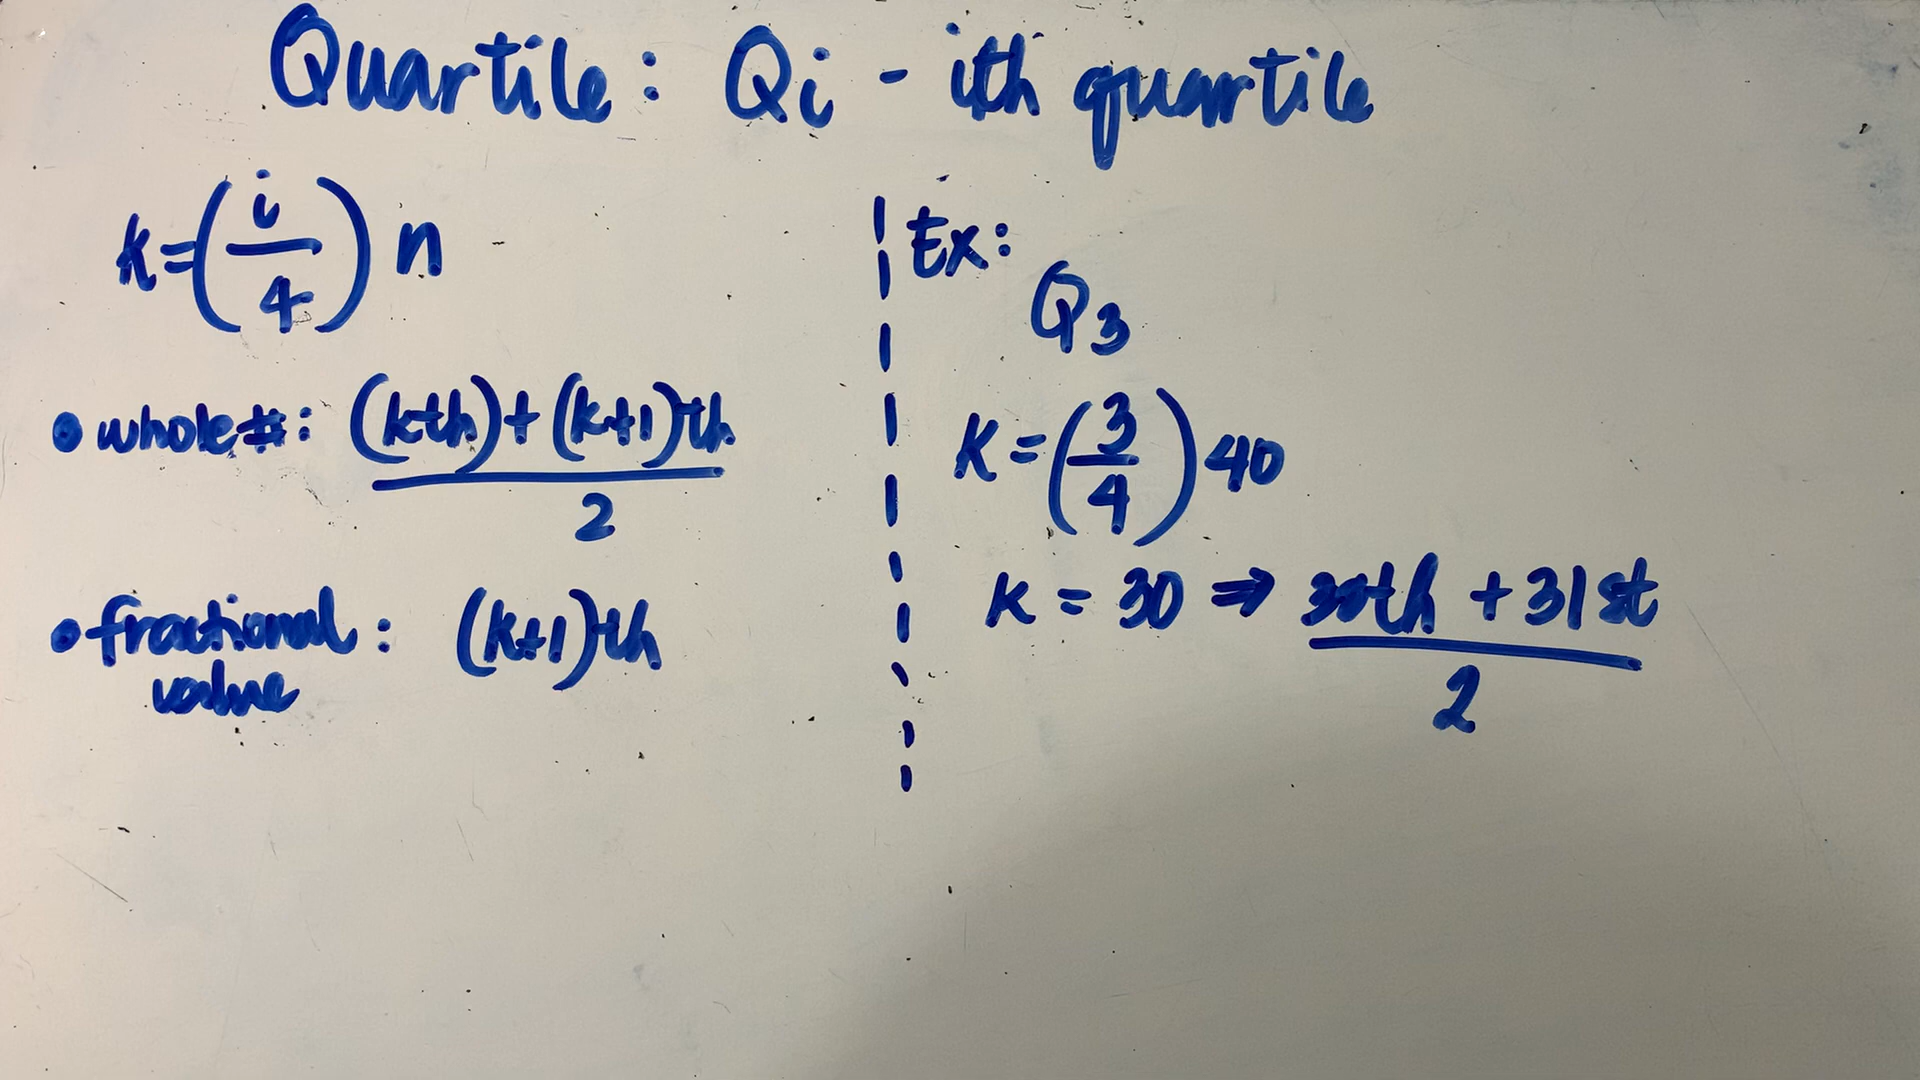 Quartile: Qi - ith quartile
K=(i/4) n
• whole#: (kth)+(k+1)th
2
• fractional: (k+1)th
value
Ex:
Q3
K=(3/4)40
K = 30 ⇒ 30th + 31st
2